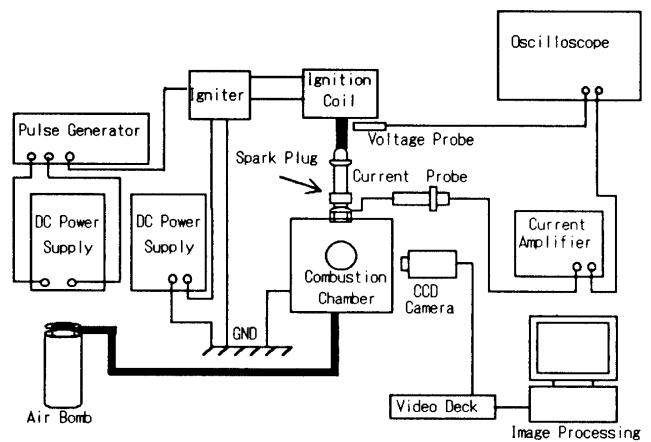 Oscilloscope
Ignition
Coil
Igniter
Pulse Generator
Voltage Probe
Spark Plug
Current Probe
DC Power
Supply
DC Power
Supply
Current
Amplifier
Combustion
Chamber
CCD
Camera
GND
Air Bomb
Video Deck
Image Processing